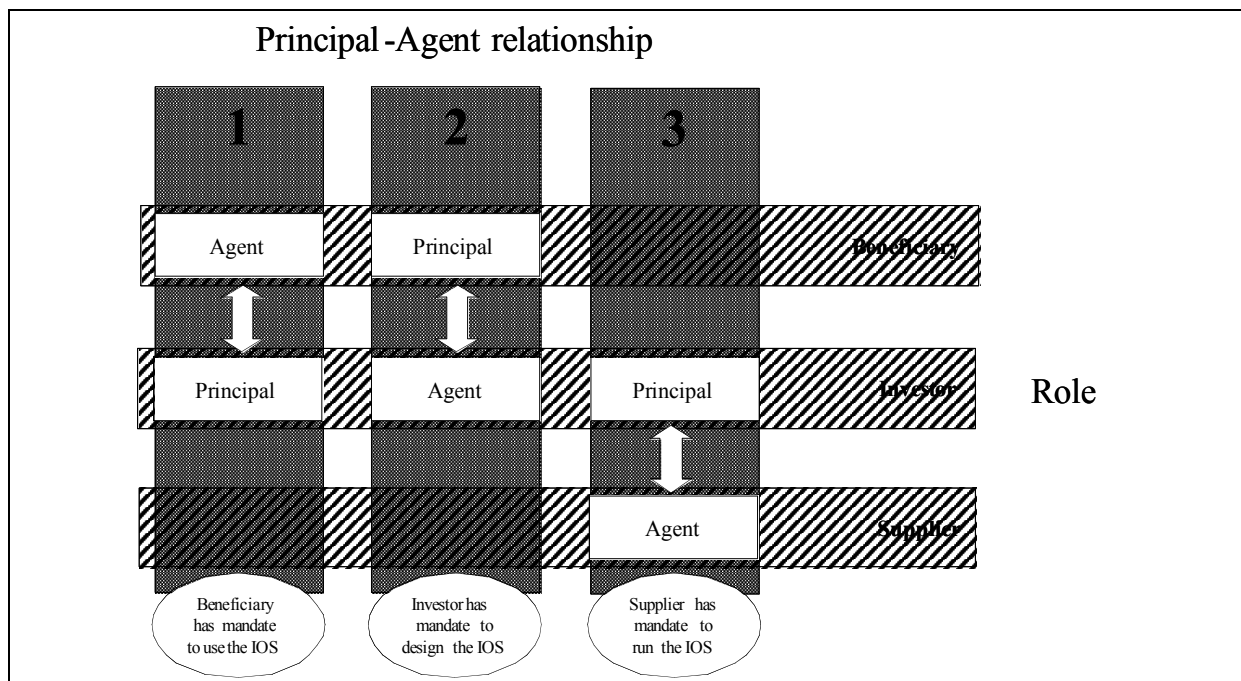 Principal-Agent relationship
1 2 3
Agent Principal Beneficiary
Principal Agent Principal Investor Role
Agent Supplier
Beneficiary
has mandate
to use the IOS
Investor has
mandate to
design the IOS
Supplier has
mandate to
run the IOS